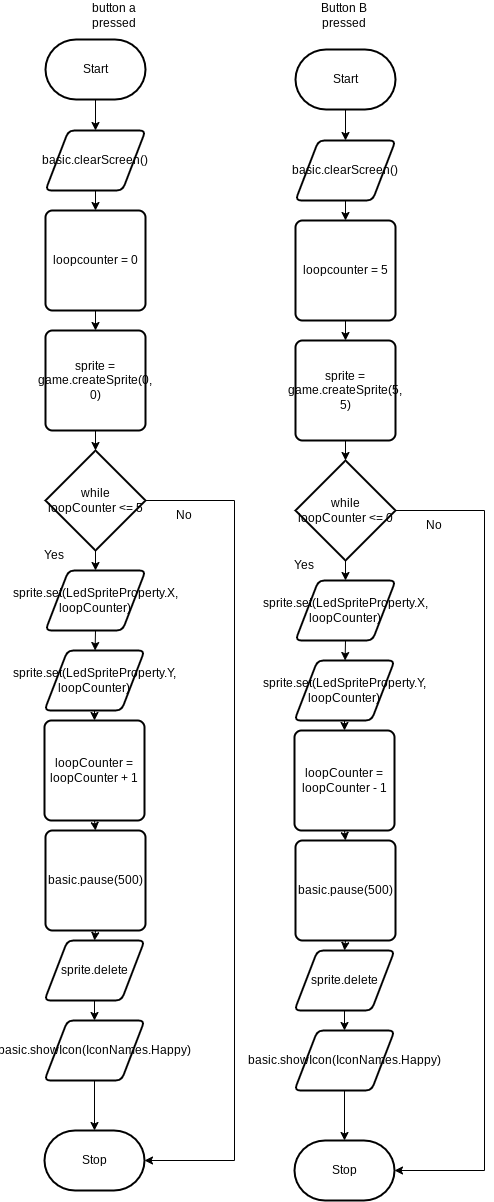 button a
pressed
Start
basic.clearScreen()
loopcounter = 0
sprite =
game.createSprite(0,
0)
while
loopCounter <= 5
No
Yes
sprite.set(LedSpriteProperty.X,
loopCounter)
sprite.set(LedSpriteProperty.Y,
loopCounter)
loopCounter =
loopCounter + 1
basic.pause(500)
sprite.delete
basic.showIcon(IconNames.Happy)
Stop
Button B
pressed
Start
basic.clearScreen()
loopcounter = 5
sprite =
game.createSprite(5,
5)
while
loopCounter <= 0
No
Yes
sprite.set(LedSpriteProperty.X,
loopCounter)
sprite.set(LedSpriteProperty.Y,
loopCounter)
loopCounter =
loopCounter - 1
basic.pause(500)
sprite.delete
basic.showIcon(IconNames.Happy)
Stop